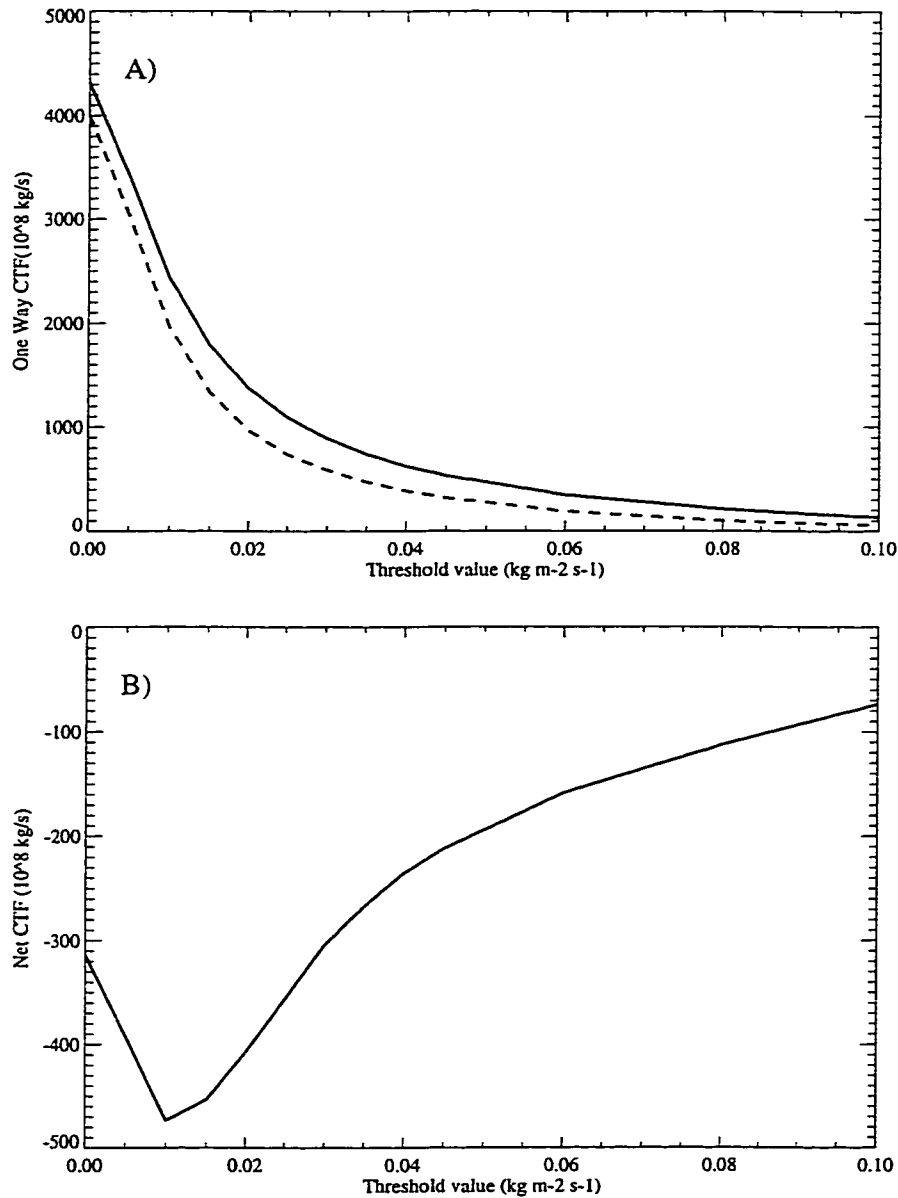 5000
4000
3000
2000
1000
0
A)
One Way CTF(10^8 kg/s)
0.00 0.02 0.04 0.06 0.08 0.10
Threshold value (kg m-2 s-1)
0
-100
-200
-300
-400
-500
B)
Net CTF (10^8 kg/s)
0.00 0.02 0.04 0.06 0.08 0.10
Threshold value (kg m-2 s-1)